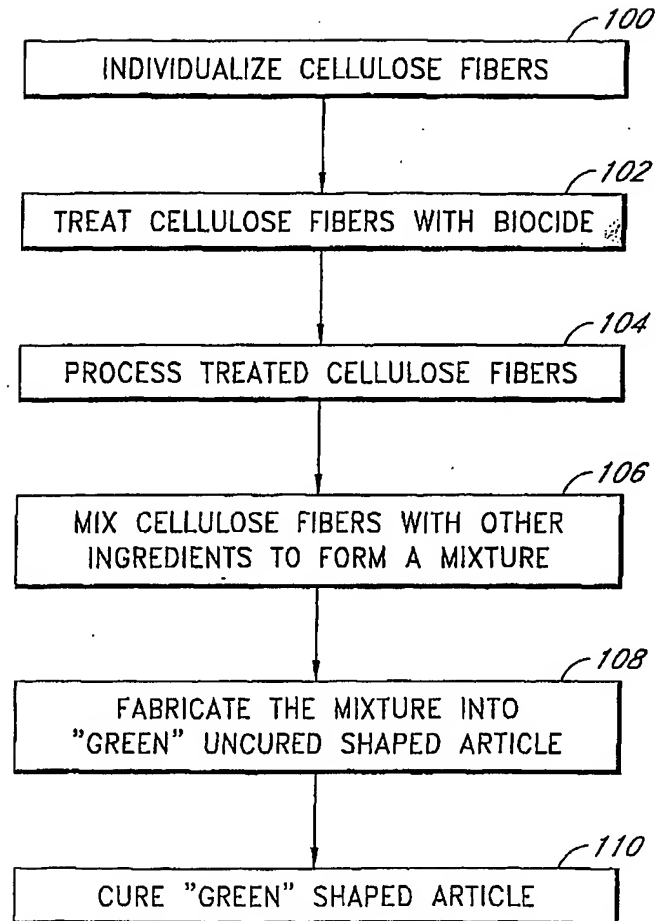 100
INDIVIDUALIZE CELLULOSE FIBERS
102
TREAT CELLULOSE FIBERS WITH BIOCIDE
104
PROCESS TREATED CELLULOSE FIBERS
106
MIX CELLULOSE FIBERS WITH OTHER
INGREDIENTS TO FORM A MIXTURE
108
FABRICATE THE MIXTURE INTO
"GREEN" UNCURED SHAPED ARTICLE
110
CURE "GREEN" SHAPED ARTICLE